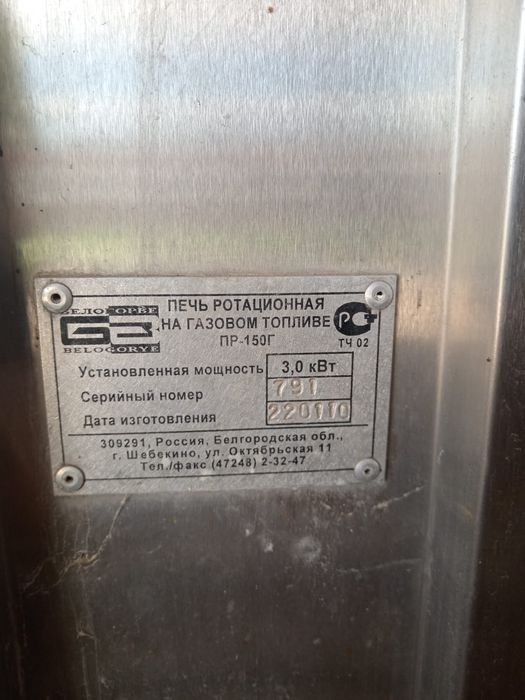 БЕЛОГОРЬЕ
BELOGORYE
ПЕЧЬ РОТАЦИОННАЯ
НА ГАЗОВОМ ТОПЛИВЕ
ПР-150Г
РСТ
ТЧ 02
Установленная мощность 3,0 кВт
Серийный номер 791
Дата изготовления 220110
309291, Россия, Белгородская обл.,
г. Шебекино, ул. Октябрьская 11
Тел./факс (47248) 2-32-47